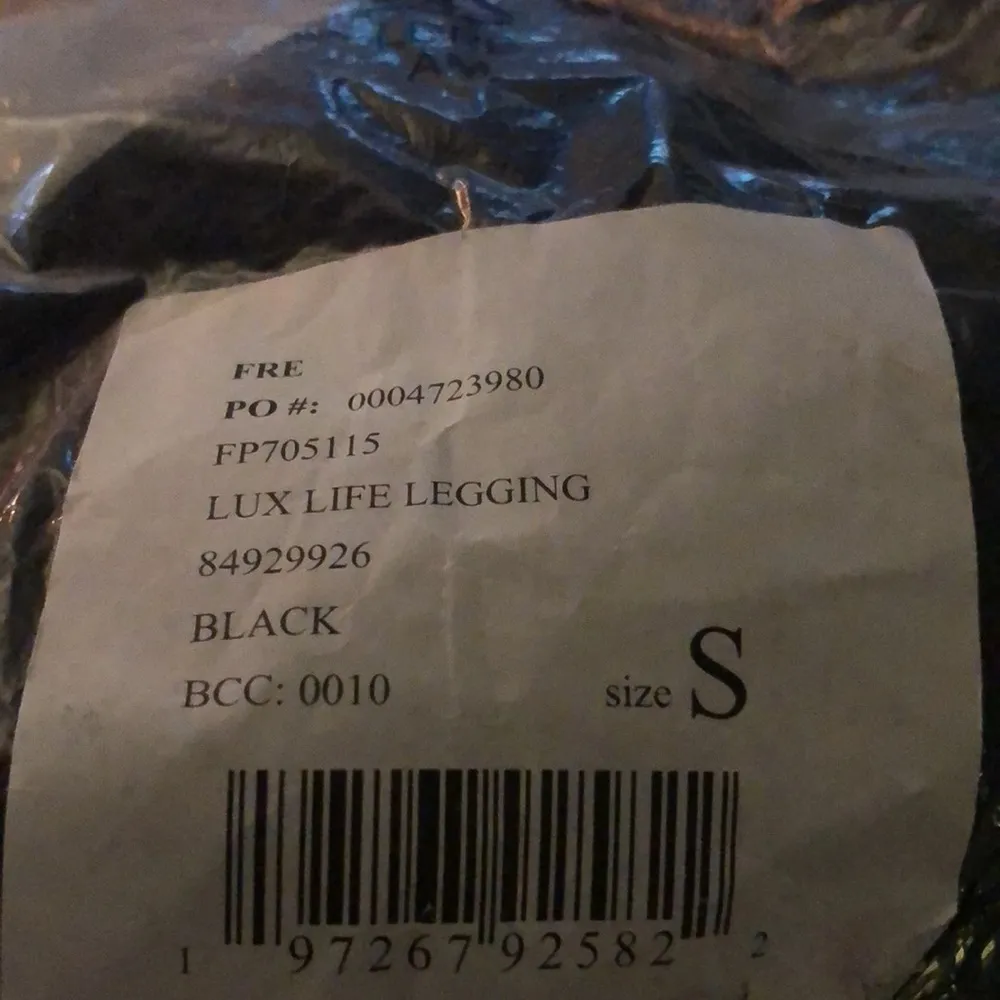 FRE
PO #: 0004723980
FP705115
LUX LIFE LEGGING
84929926
BLACK
BCC: 0010
size S
1 97267 92582 2